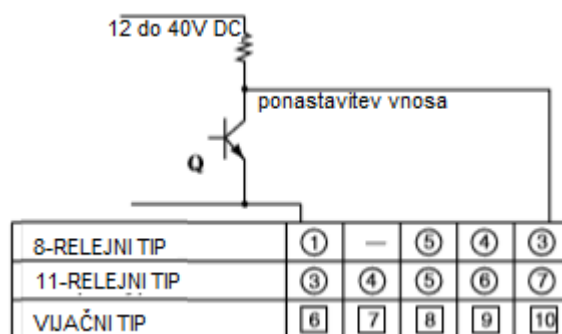 12 do 40V DC
ponastavitev vnosa
Q
8-RELEJNI TIP ① — ⑤ ④ ③
11-RELEJNI TIP ③ ④ ⑤ ⑥ ⑦
VIJAČNI TIP 6 7 8 9 10